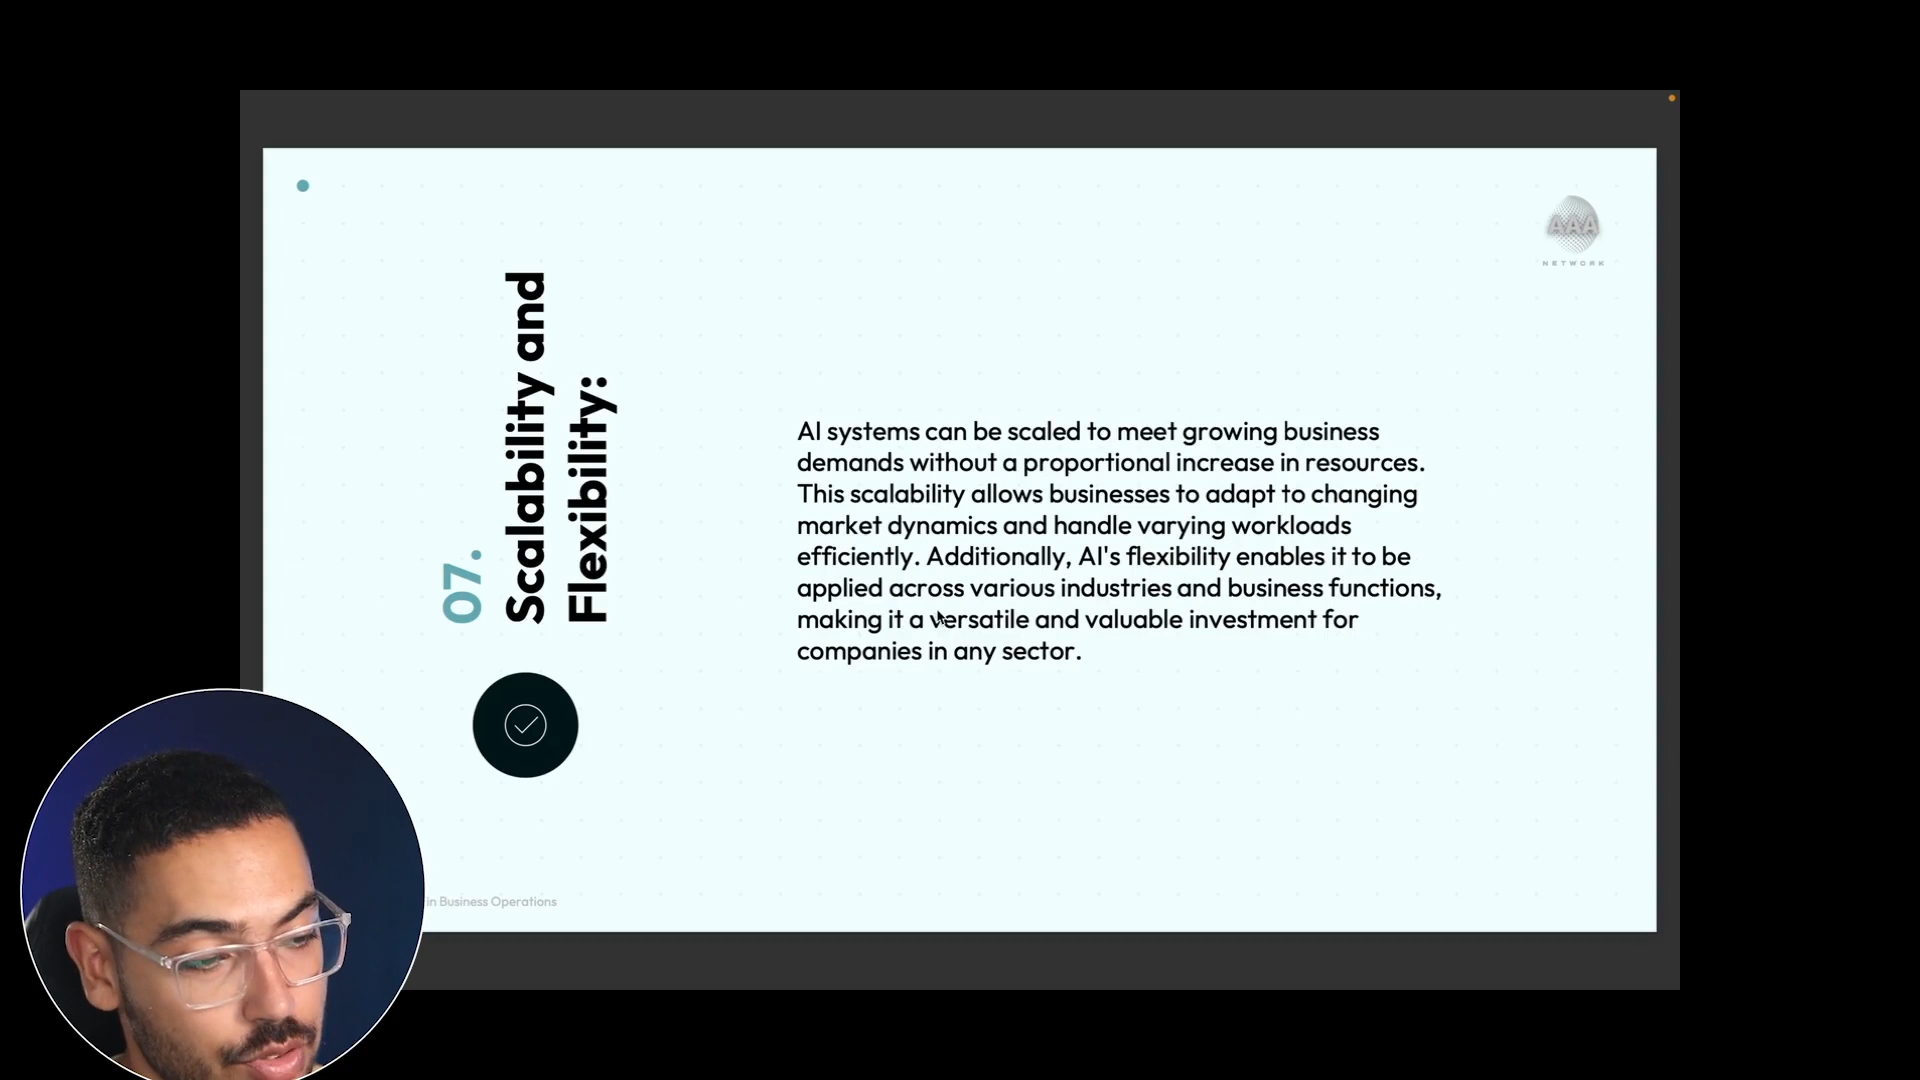 AAA
NETWORK
07.
Scalability and
Flexibility:
AI systems can be scaled to meet growing business
demands without a proportional increase in resources.
This scalability allows businesses to adapt to changing
market dynamics and handle varying workloads
efficiently. Additionally, AI's flexibility enables it to be
applied across various industries and business functions,
making it a versatile and valuable investment for
companies in any sector.
in Business Operations